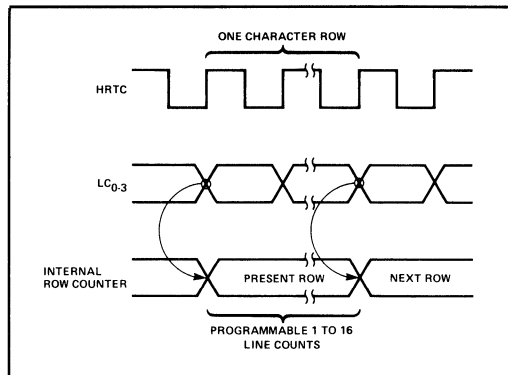 ONE CHARACTER ROW
HRTC
LC0-3
INTERNAL
ROW COUNTER
PRESENT ROW
NEXT ROW
PROGRAMMABLE 1 TO 16
LINE COUNTS